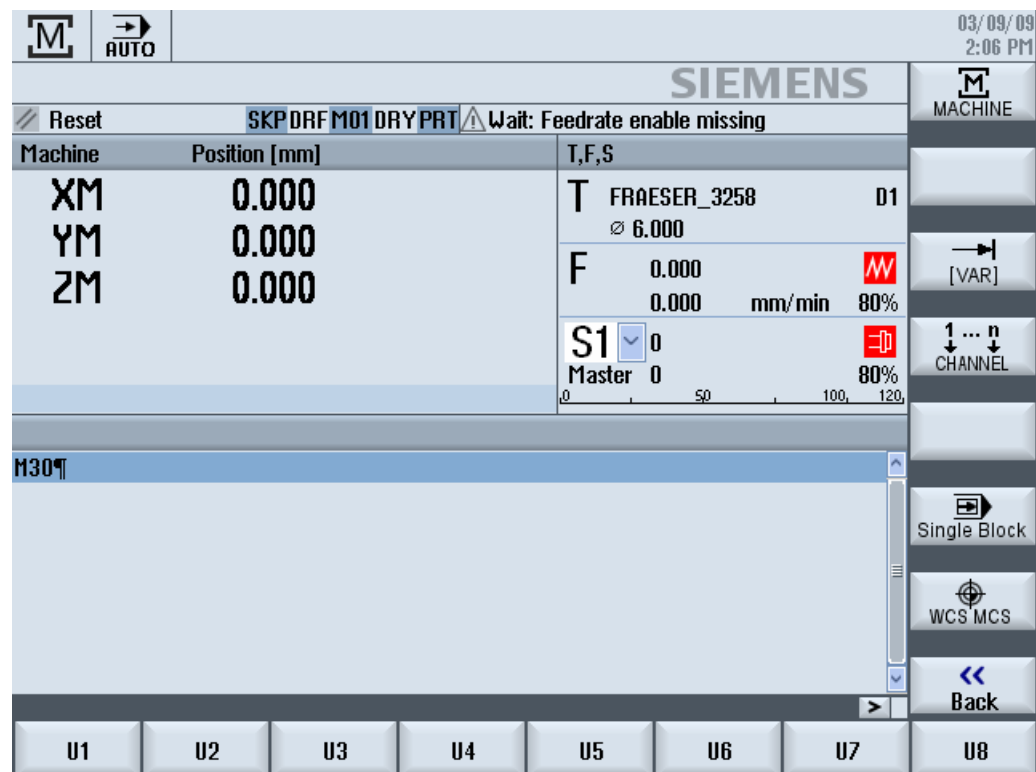 M AUTO 03/09/09
2:06 PM
SIEMENS
M
MACHINE
Reset SKP DRF M01 DRY PRT Wait: Feedrate enable missing
Machine Position [mm] T,F,S
XM 0.000
YM 0.000
ZM 0.000
T FRAESER_3258 D1
⌀ 6.000
F 0.000
0.000 mm/min 80%
S1 0
Master 0 80%
0 50 100 120
[VAR]
1 ... n
CHANNEL
M30¶
Single Block
WCS MCS
<<
Back
>
U1 U2 U3 U4 U5 U6 U7 U8